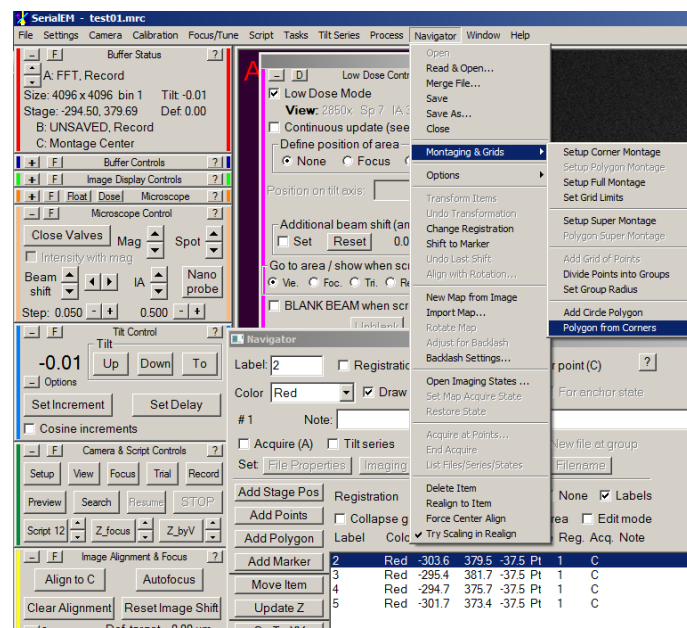 SerialEM - test01.mrc
File Settings Camera Calibration Focus/Tune Script Tasks Tilt Series Process Navigator Window Help
- F Buffer Status ?
A: FFT, Record
Size: 4096 x 4096 bin 1 Tilt: -0.01
Stage: -294.50, 379.69 Def: 0.00
B: UNSAVED, Record
C: Montage Center
+ F Buffer Controls ?
+ F Image Display Controls ?
+ F Float Dose Microscope ?
- F Microscope Control ?
Close Valves Mag Spot
Intensity with mag
Beam shift IA Nano probe
Step: 0.050 - + 0.500 - +
- F Tilt Control ?
Tilt
-0.01 Up Down To
- Options
Set Increment Set Delay
Cosine increments
- F Camera & Script Controls ?
Setup View Focus Trial Record
Preview Search Resume STOP
Script 12 Z_focus Z_byV
- F Image Alignment & Focus ?
Align to C Autofocus
Clear Alignment Reset Image Shift
A
- D Low Dose Contr
Low Dose Mode
View: 2850x Sp 7 IA
Continuous update (see
Define position of area
None Focus
Position on tilt axis:
Additional beam shift (an
Set Reset 0.0
Go to area / show when scr
Vie. Foc. Tri. Re
BLANK BEAM when scr
Open
Read & Open...
Merge File...
Save
Save As...
Close
Montaging & Grids
Options
Transform Items
Undo Transformation
Change Registration
Shift to Marker
Undo Last Shift
Align with Rotation...
New Map from Image
Import Map...
Rotate Map
Adjust for Backlash
Backlash Settings...
Open Imaging States ...
Set Map Acquire State
Restore State
Acquire at Points...
End Acquire
List Files/Series/States
Delete Item
Realign to Item
Force Center Align
Try Scaling in Realign
Setup Corner Montage
Setup Polygon Montage
Setup Full Montage
Set Grid Limits
Setup Super Montage
Polygon Super Montage
Add Grid of Points
Divide Points into Groups
Set Group Radius
Add Circle Polygon
Polygon from Corners
Navigator
Label: 2 Registratio r point (C) ?
Color Red Draw For anchor state
# 1 Note:
Acquire (A) Tilt series New file at group
Set: File Properties Imaging Filename
Add Stage Pos Registration None Labels
Add Points Collapse g rea Edit mode
Add Polygon Label Colo Reg. Acq. Note
Add Marker 2 Red -303.6 379.5 -37.5 Pt 1 C
3 Red -295.4 381.7 -37.5 Pt 1 C
Move Item 4 Red -294.7 375.7 -37.5 Pt 1 C
Update Z 5 Red -301.7 373.4 -37.5 Pt 1 C